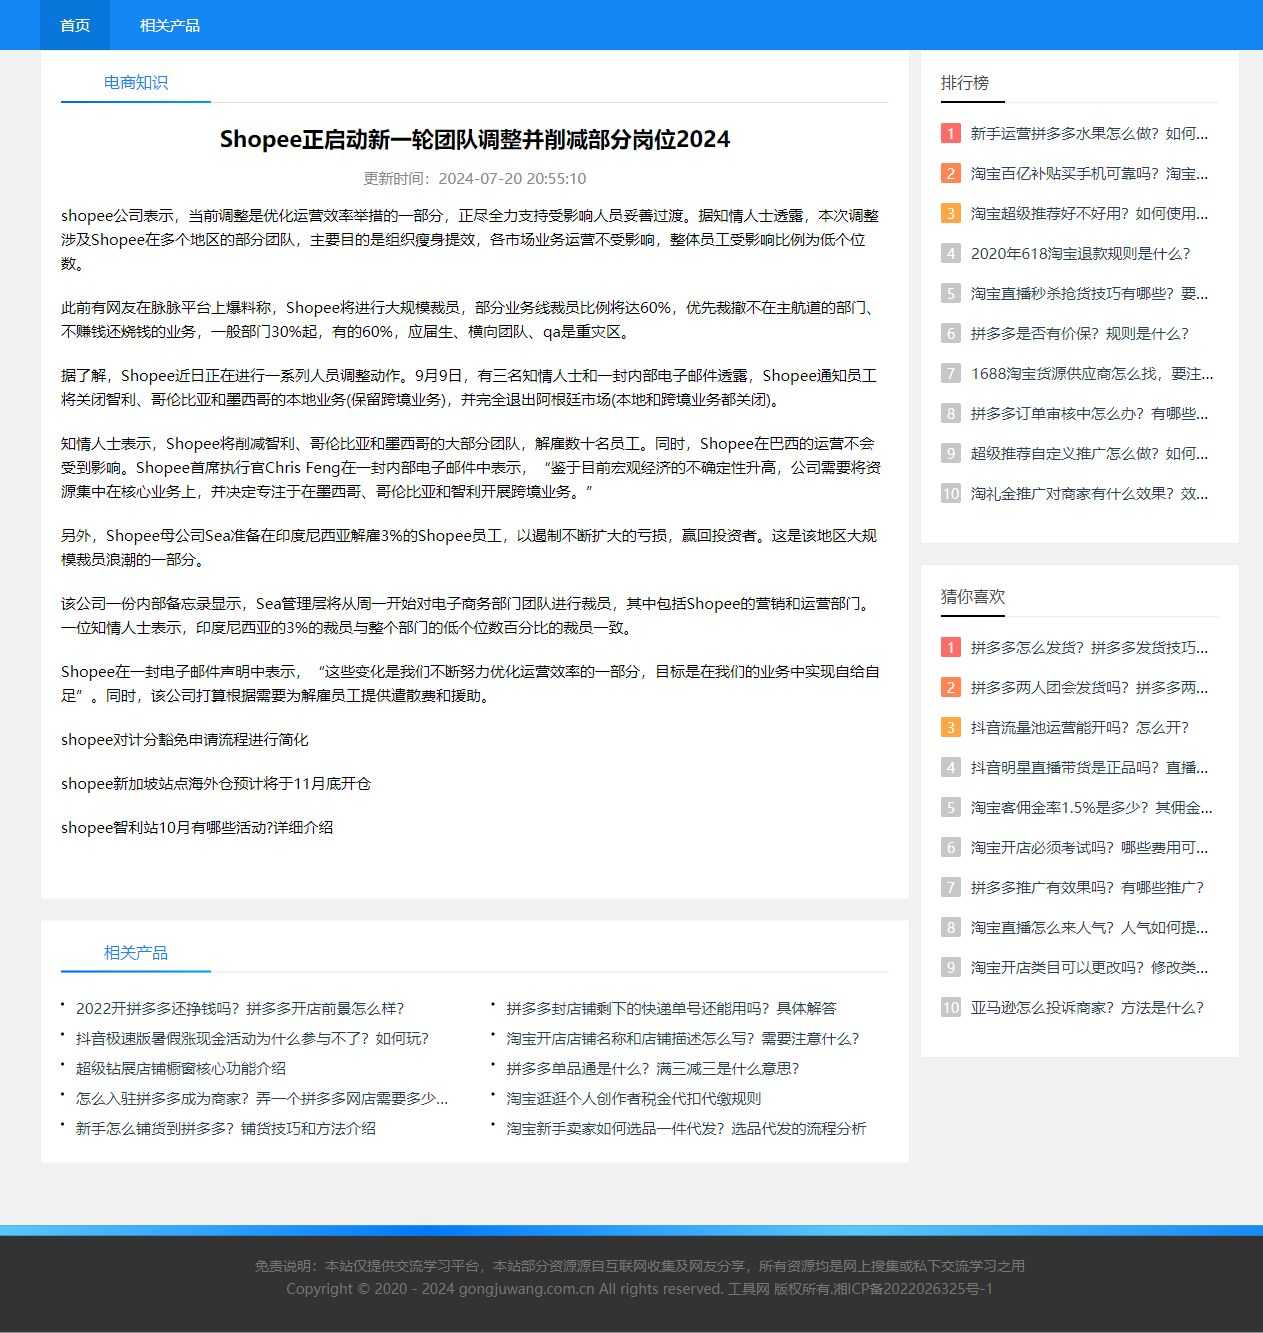 首页
相关产品
电商知识
Shopee正启动新一轮团队调整并削减部分岗位2024
更新时间：2024-07-20 20:55:10
shopee公司表示，当前调整是优化运营效率举措的一部分，正尽全力支持受影响人员妥善过渡。据知情人士透露，本次调整
涉及Shopee在多个地区的部分团队，主要目的是组织瘦身提效，各市场业务运营不受影响，整体员工受影响比例为低个位
数。
此前有网友在脉脉平台上爆料称，Shopee将进行大规模裁员，部分业务线裁员比例将达60%，优先裁撤不在主航道的部门、
不赚钱还烧钱的业务，一般部门30%起，有的60%，应届生、横向团队、qa是重灾区。
据了解，Shopee近日正在进行一系列人员调整动作。9月9日，有三名知情人士和一封内部电子邮件透露，Shopee通知员工
将关闭智利、哥伦比亚和墨西哥的本地业务(保留跨境业务)，并完全退出阿根廷市场(本地和跨境业务都关闭)。
知情人士表示，Shopee将削减智利、哥伦比亚和墨西哥的大部分团队，解雇数十名员工。同时，Shopee在巴西的运营不会
受到影响。Shopee首席执行官Chris Feng在一封内部电子邮件中表示，“鉴于目前宏观经济的不确定性升高，公司需要将资
源集中在核心业务上，并决定专注于在墨西哥、哥伦比亚和智利开展跨境业务。”
另外，Shopee母公司Sea准备在印度尼西亚解雇3%的Shopee员工，以遏制不断扩大的亏损，赢回投资者。这是该地区大规
模裁员浪潮的一部分。
该公司一份内部备忘录显示，Sea管理层将从周一开始对电子商务部门团队进行裁员，其中包括Shopee的营销和运营部门。
一位知情人士表示，印度尼西亚的3%的裁员与整个部门的低个位数百分比的裁员一致。
Shopee在一封电子邮件声明中表示，“这些变化是我们不断努力优化运营效率的一部分，目标是在我们的业务中实现自给自
足”。同时，该公司打算根据需要为解雇员工提供遣散费和援助。
shopee对计分豁免申请流程进行简化
shopee新加坡站点海外仓预计将于11月底开仓
shopee智利站10月有哪些活动?详细介绍
相关产品
2022开拼多多还挣钱吗？拼多多开店前景怎么样？
抖音极速版暑假涨现金活动为什么参与不了？如何玩？
超级钻展店铺橱窗核心功能介绍
怎么入驻拼多多成为商家？弄一个拼多多网店需要多少...
新手怎么铺货到拼多多？铺货技巧和方法介绍
拼多多封店铺剩下的快递单号还能用吗？具体解答
淘宝开店店铺名称和店铺描述怎么写？需要注意什么？
拼多多单品通是什么？满三减三是什么意思？
淘宝逛逛个人创作者税金代扣代缴规则
淘宝新手卖家如何选品一件代发？选品代发的流程分析
排行榜
1 新手运营拼多多水果怎么做？如何...
2 淘宝百亿补贴买手机可靠吗？淘宝...
3 淘宝超级推荐好不好用？如何使用...
4 2020年618淘宝退款规则是什么？
5 淘宝直播秒杀抢货技巧有哪些？要...
6 拼多多是否有价保？规则是什么？
7 1688淘宝货源供应商怎么找，要注...
8 拼多多订单审核中怎么办？有哪些...
9 超级推荐自定义推广怎么做？如何...
10 淘礼金推广对商家有什么效果？效...
猜你喜欢
1 拼多多怎么发货？拼多多发货技巧...
2 拼多多两人团会发货吗？拼多多两...
3 抖音流量池运营能开吗？怎么开？
4 抖音明星直播带货是正品吗？直播...
5 淘宝客佣金率1.5%是多少？其佣金...
6 淘宝开店必须考试吗？哪些费用可...
7 拼多多推广有效果吗？有哪些推广？
8 淘宝直播怎么来人气？人气如何提...
9 淘宝开店类目可以更改吗？修改类...
10 亚马逊怎么投诉商家？方法是什么？
免责说明：本站仅提供交流学习平台，本站部分资源源自互联网收集及网友分享，所有资源均是网上搜集或私下交流学习之用
Copyright © 2020 - 2024 gongjuwang.com.cn All rights reserved. 工具网 版权所有.湘ICP备2022026325号-1